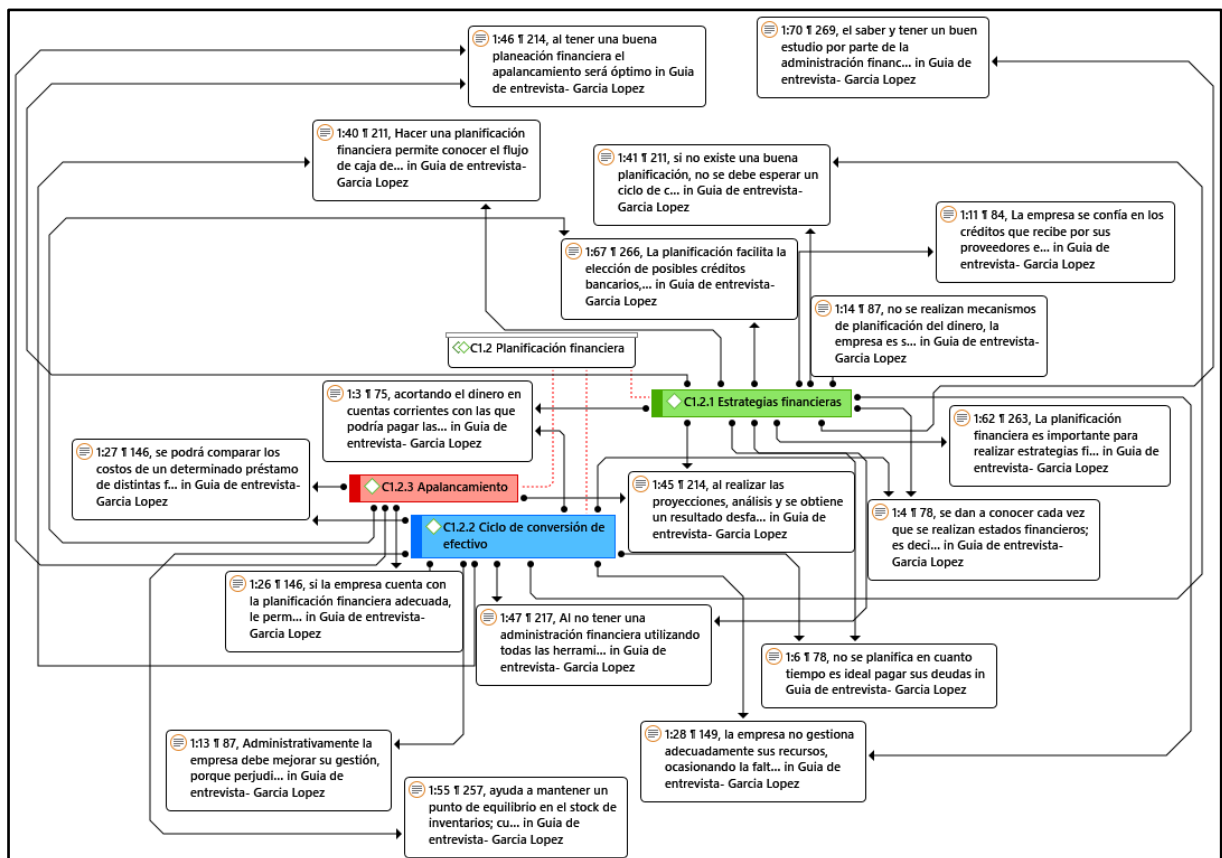 1:46 ¶ 214, al tener una buena
planeación financiera el
apalancamiento será óptimo in Guia
de entrevista- Garcia Lopez
1:70 ¶ 269, el saber y tener un buen
estudio por parte de la
administración financ... in Guia de
entrevista- Garcia Lopez
1:40 ¶ 211, Hacer una planificación
financiera permite conocer el flujo
de caja de... in Guia de entrevista-
Garcia Lopez
1:41 ¶ 211, si no existe una buena
planificación, no se debe esperar un
ciclo de c... in Guia de entrevista-
Garcia Lopez
1:11 ¶ 84, La empresa se confía en los
créditos que recibe por sus
proveedores e... in Guia de
entrevista- Garcia Lopez
1:67 ¶ 266, La planificación facilita la
elección de posibles créditos
bancarios,... in Guia de entrevista-
Garcia Lopez
1:14 ¶ 87, no se realizan mecanismos
de planificación del dinero, la
empresa es s... in Guia de entrevista-
Garcia Lopez
C1.2 Planificación financiera
1:3 ¶ 75, acortando el dinero en
cuentas corrientes con las que
podría pagar las... in Guia de
entrevista- Garcia Lopez
C1.2.1 Estrategias financieras
1:62 ¶ 263, La planificación
financiera es importante para
realizar estrategias fi... in Guia de
entrevista- Garcia Lopez
1:27 ¶ 146, se podrá comparar los
costos de un determinado préstamo
de distintas f... in Guia de
entrevista- Garcia Lopez
C1.2.3 Apalancamiento
1:45 ¶ 214, al realizar las
proyecciones, análisis y se obtiene
un resultado desfa... in Guia de
entrevista- Garcia Lopez
1:4 ¶ 78, se dan a conocer cada vez
que se realizan estados financieros;
es deci... in Guia de entrevista-
Garcia Lopez
C1.2.2 Ciclo de conversión de
efectivo
1:26 ¶ 146, si la empresa cuenta con
la planificación financiera adecuada,
le perm... in Guia de entrevista-
Garcia Lopez
1:47 ¶ 217, Al no tener una
administración financiera utilizando
todas las herrami... in Guia de
entrevista- Garcia Lopez
1:6 ¶ 78, no se planifica en cuanto
tiempo es ideal pagar sus deudas in
Guia de entrevista- Garcia Lopez
1:28 ¶ 149, la empresa no gestiona
adecuadamente sus recursos,
ocasionando la falt... in Guia de
entrevista- Garcia Lopez
1:13 ¶ 87, Administrativamente la
empresa debe mejorar su gestión,
porque perjudi... in Guia de
entrevista- Garcia Lopez
1:55 ¶ 257, ayuda a mantener un
punto de equilibrio en el stock de
inventarios; cu... in Guia de
entrevista- Garcia Lopez